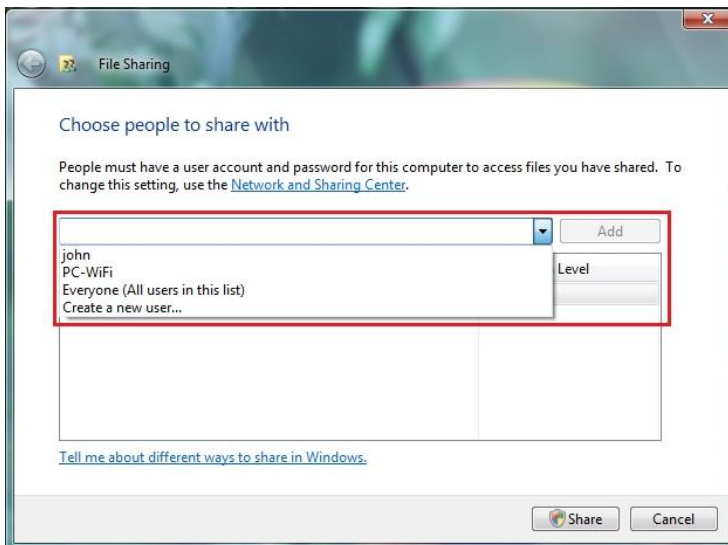 File Sharing
Choose people to share with
People must have a user account and password for this computer to access files you have shared. To
change this setting, use the Network and Sharing Center.
Add
john
PC-WiFi
Everyone (All users in this list)
Create a new user...
Level
Tell me about different ways to share in Windows.
Share
Cancel